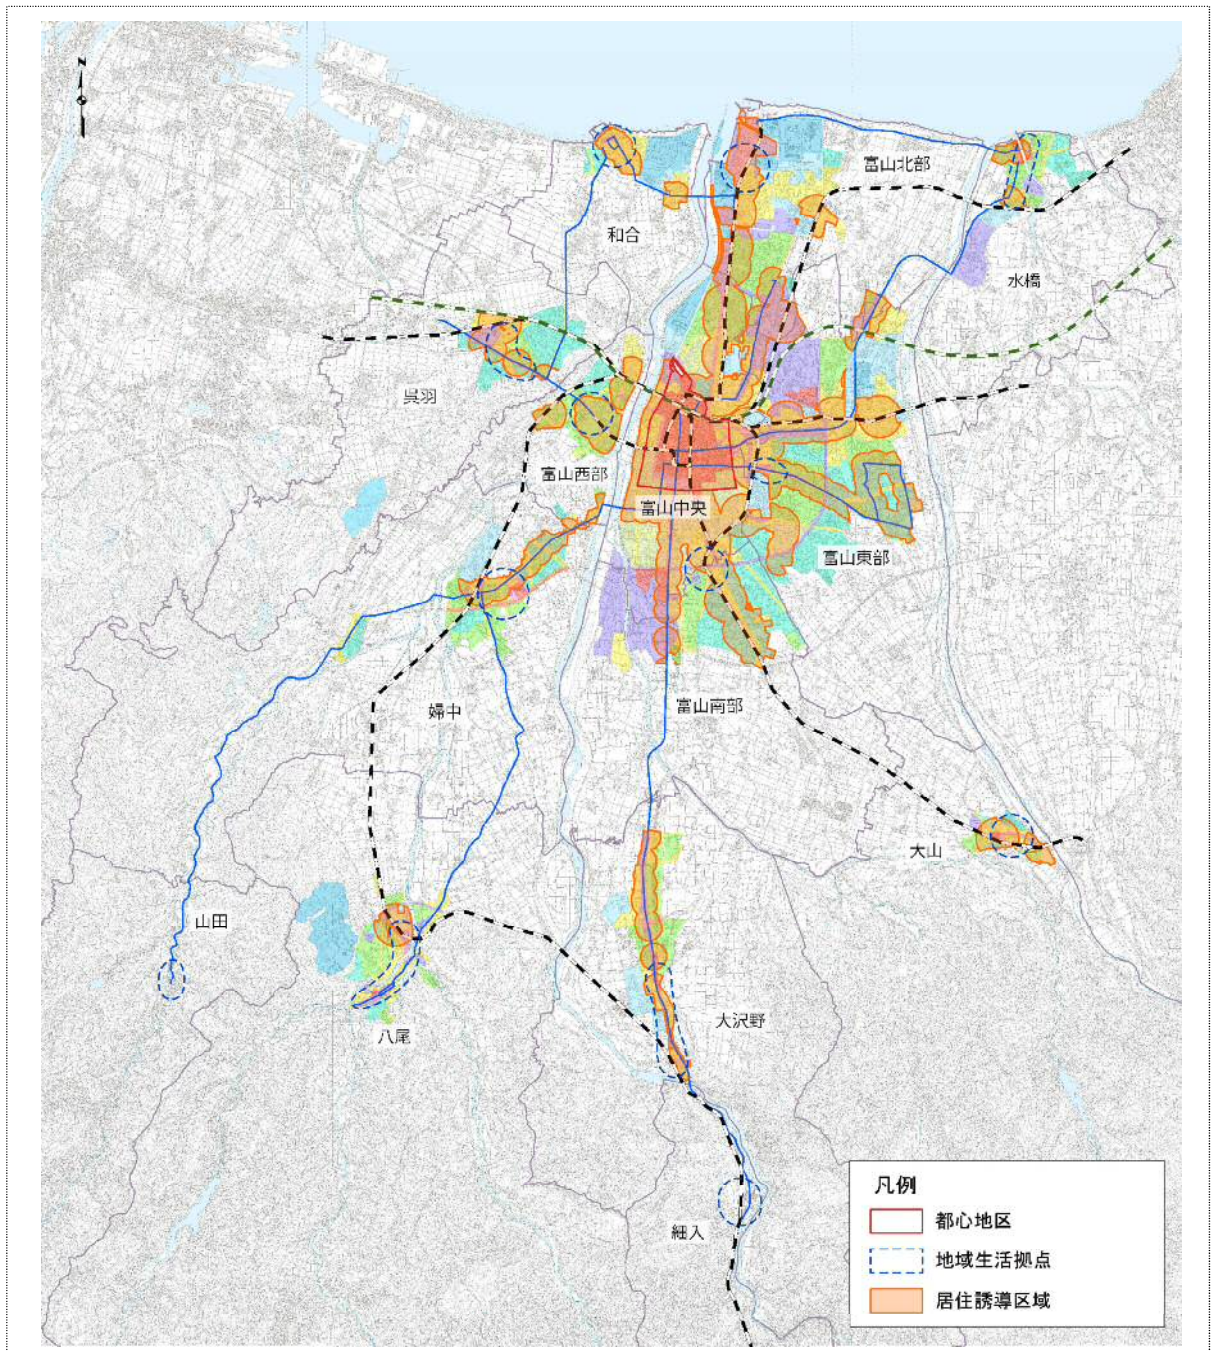 N
富山北部
和合
水橋
呉羽
富山西部
富山中央
富山東部
婦中
富山南部
大山
山田
大沢野
八尾
細入
凡例
都心地区
地域生活拠点
居住誘導区域